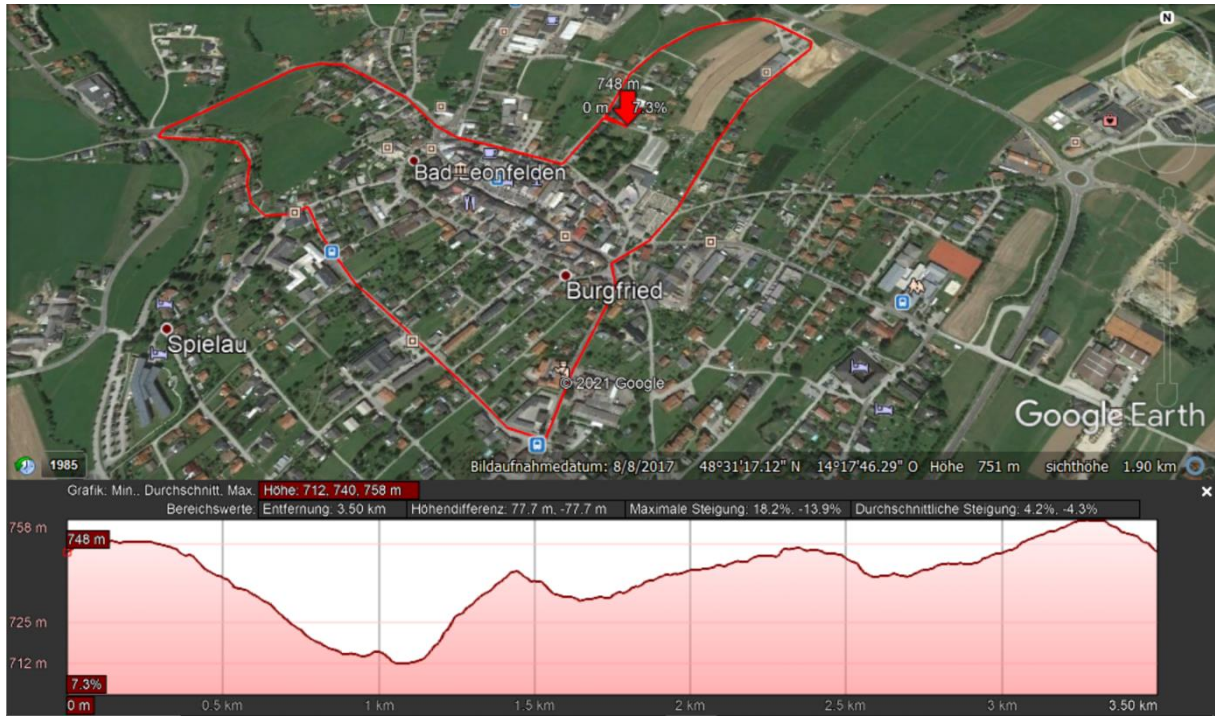 N
748 m
0 m 7.3%
Bad Leonfelden
Burgfried
Spielau
© 2021 Google
Google Earth
1985
Bildaufnahmedatum: 8/8/2017 48°31'17.12" N 14°17'46.29" O Höhe 751 m sichthöhe 1.90 km
Grafik: Min., Durchschnitt, Max. Höhe: 712, 740, 758 m
Bereichswerte: Entfernung: 3.50 km Höhendifferenz: 77.7 m, -77.7 m Maximale Steigung: 18.2%, -13.9% Durchschnittliche Steigung: 4.2%, -4.3%
758 m
748 m
725 m
712 m
7.3%
0 m 0.5 km 1 km 1.5 km 2 km 2.5 km 3 km 3.50 km